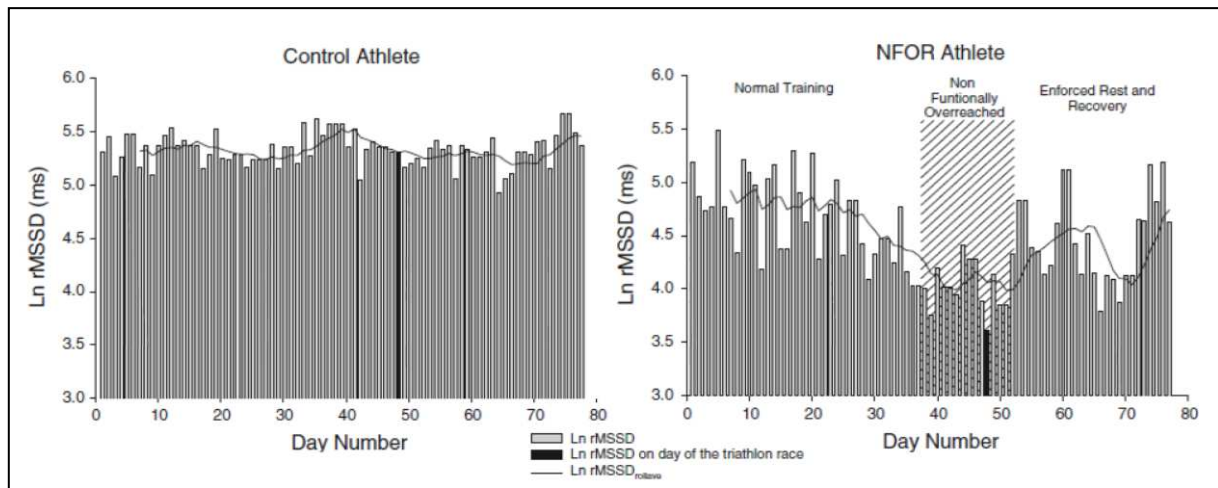 Control Athlete
6.0
5.5
5.0
4.5
4.0
3.5
3.0
Ln rMSSD (ms)
0 10 20 30 40 50 60 70 80
Day Number
NFOR Athlete
Normal Training
Non
Funtionally
Overreached
Enforced Rest and
Recovery
6.0
5.5
5.0
4.5
4.0
3.5
3.0
Ln rMSSD (ms)
0 10 20 30 40 50 60 70 80
Day Number
Ln rMSSD
Ln rMSSD on day of the triathlon race
Ln rMSSDrollave